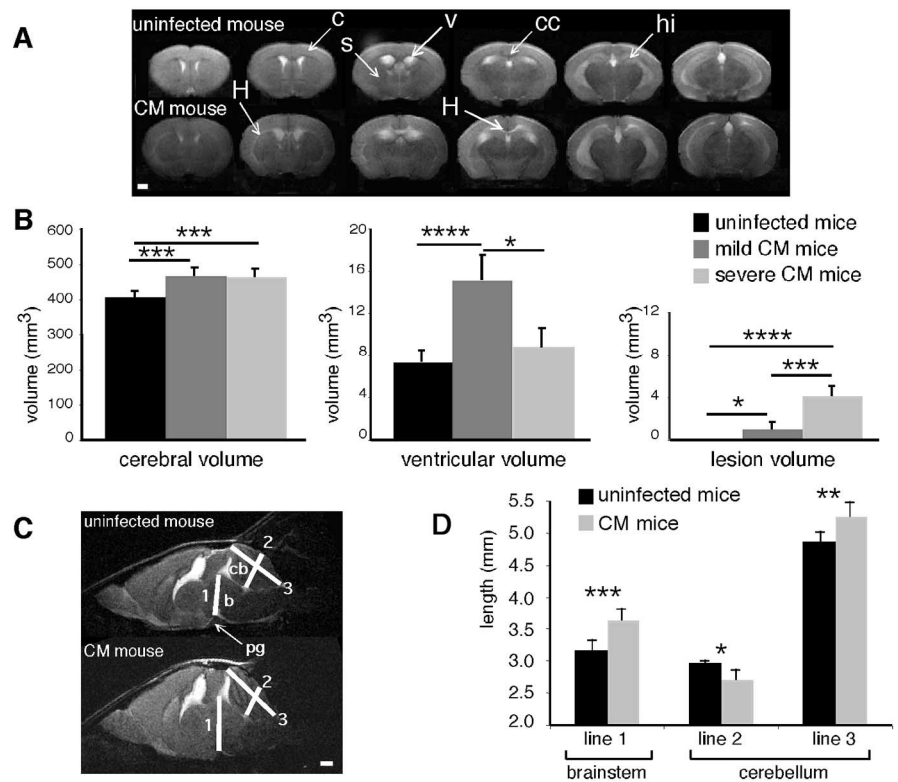 A
uninfected mouse
c
v
s
cc
hi
H
CM mouse
H
B
uninfected mice
mild CM mice
severe CM mice
600
500
400
300
200
100
0
volume (mm3)
***
***
cerebral volume
20
16
12
8
4
0
volume (mm3)
****
*
ventricular volume
12
8
4
0
volume (mm3)
****
***
*
lesion volume
C
uninfected mouse
2
cb
1
b
3
pg
CM mouse
2
1
3
D
uninfected mice
CM mice
5.5
5.0
4.5
4.0
3.5
3.0
2.5
2.0
length (mm)
***
*
**
line 1
line 2
line 3
brainstem
cerebellum